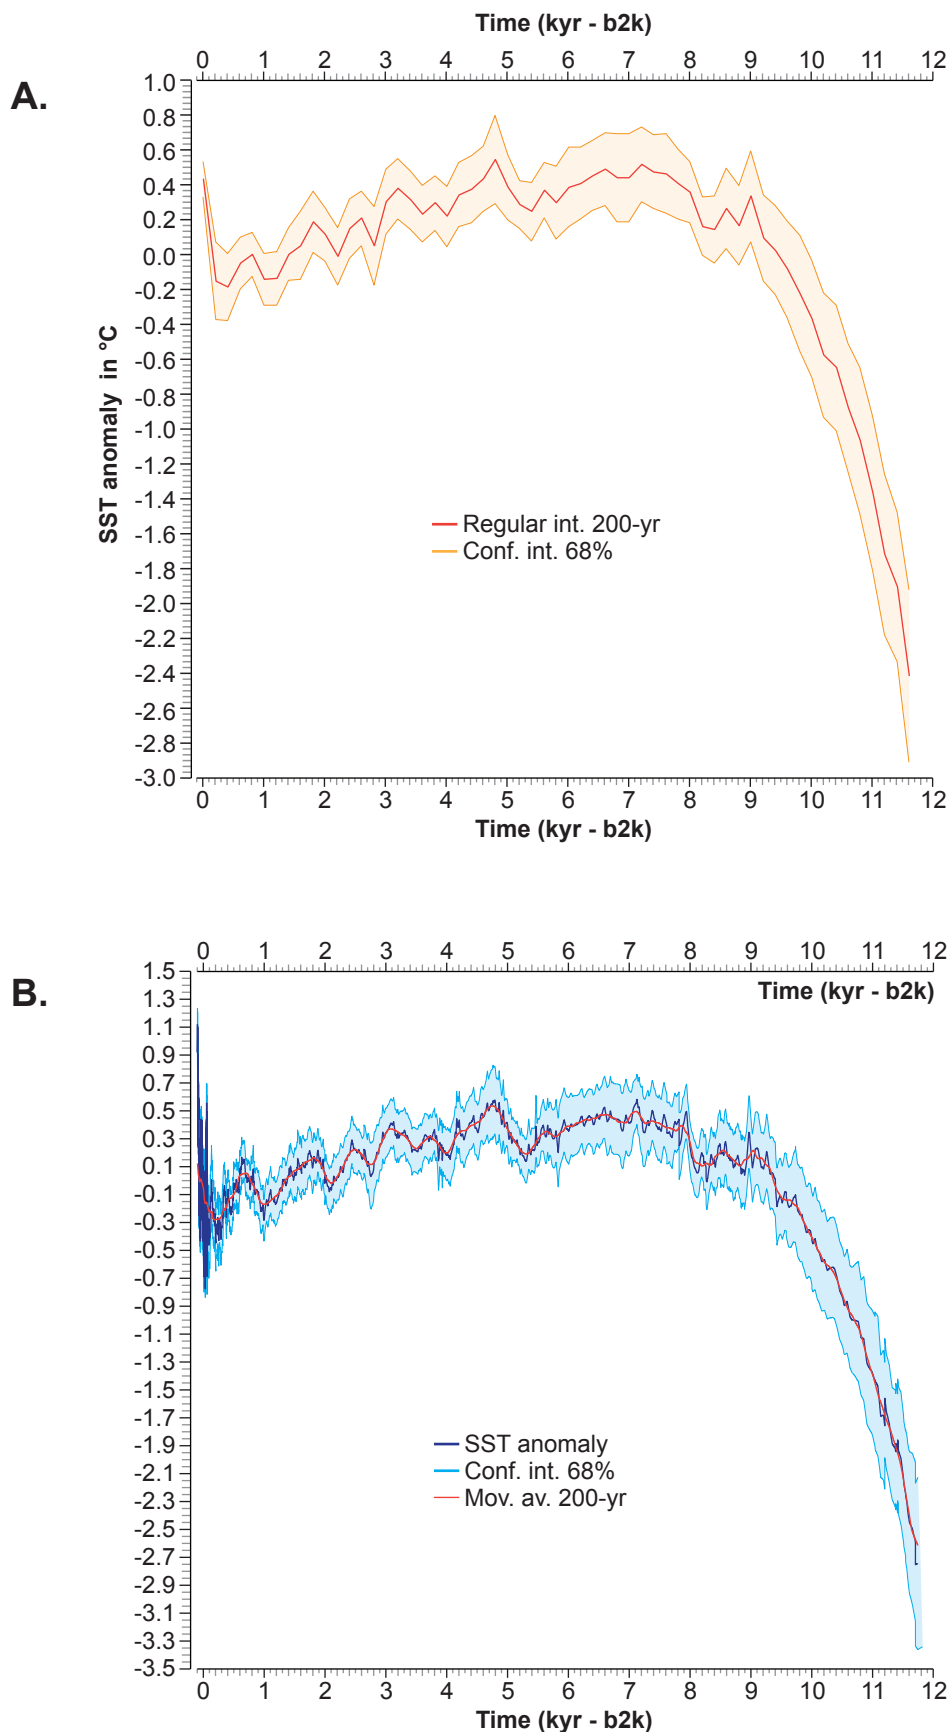 Time (kyr - b2k)
0 1 2 3 4 5 6 7 8 9 10 11 12
A.
1.0
0.8
0.6
0.4
0.2
0.0
-0.2
-0.4
-0.6
-0.8
-1.0
-1.2
-1.4
-1.6
-1.8
-2.0
-2.2
-2.4
-2.6
-2.8
-3.0
SST anomaly in °C
Regular int. 200-yr
Conf. int. 68%
0 1 2 3 4 5 6 7 8 9 10 11 12
Time (kyr - b2k)
0 1 2 3 4 5 6 7 8 9 10 11 12
Time (kyr - b2k)
B.
1.5
1.3
1.1
0.9
0.7
0.5
0.3
0.1
-0.1
-0.3
-0.5
-0.7
-0.9
-1.1
-1.3
-1.5
-1.7
-1.9
-2.1
-2.3
-2.5
-2.7
-2.9
-3.1
-3.3
-3.5
SST anomaly
Conf. int. 68%
Mov. av. 200-yr
0 1 2 3 4 5 6 7 8 9 10 11 12
Time (kyr - b2k)